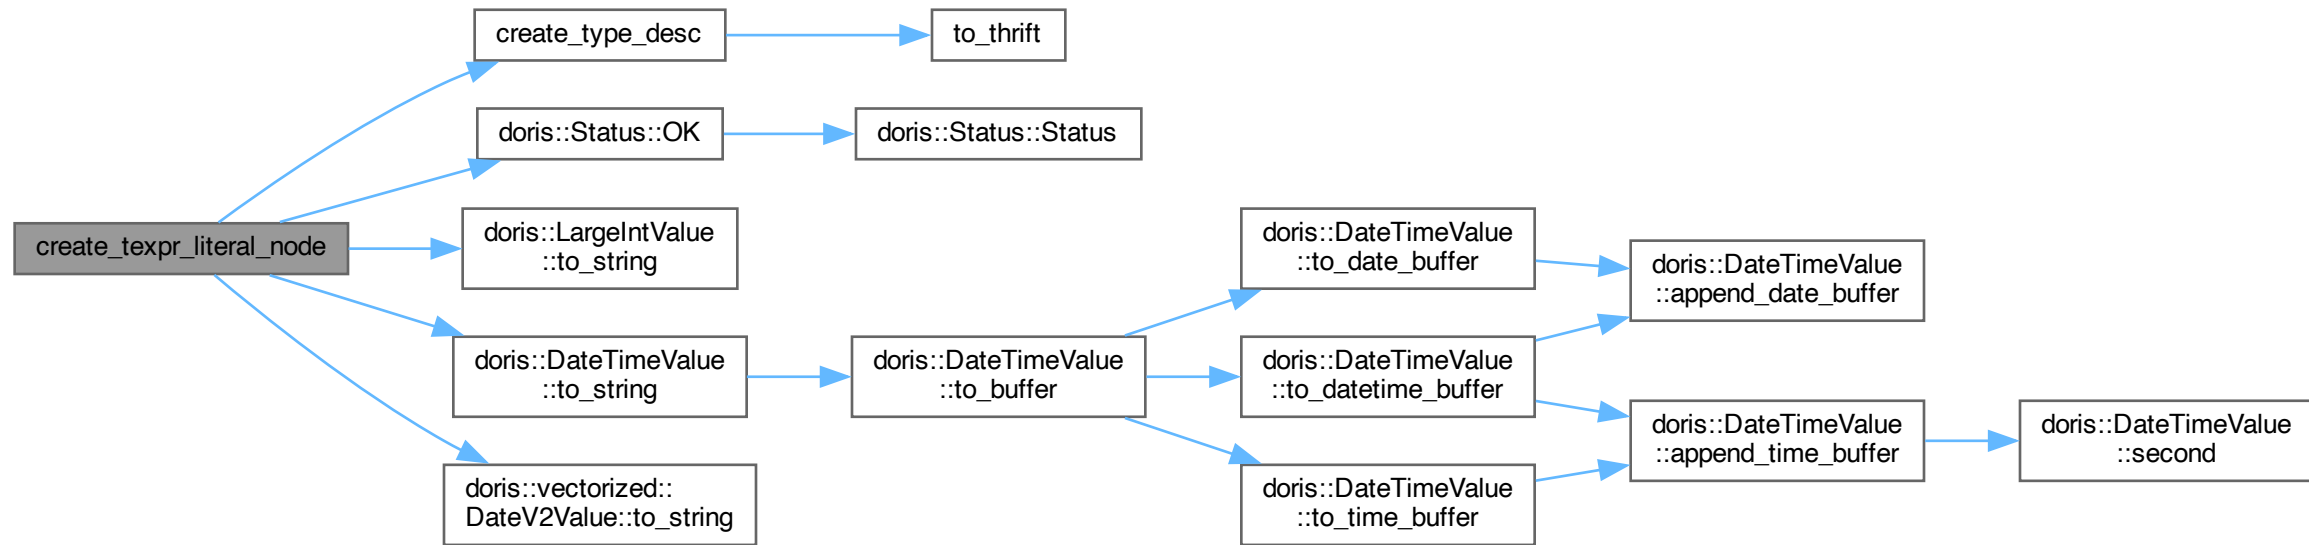 create_type_desc
to_thrift
doris::Status::OK
doris::Status::Status
create_texpr_literal_node
doris::LargeIntValue
::to_string
doris::DateTimeValue
::to_string
doris::vectorized::
DateV2Value::to_string
doris::DateTimeValue
::to_buffer
doris::DateTimeValue
::to_date_buffer
doris::DateTimeValue
::to_datetime_buffer
doris::DateTimeValue
::to_time_buffer
doris::DateTimeValue
::append_date_buffer
doris::DateTimeValue
::append_time_buffer
doris::DateTimeValue
::second